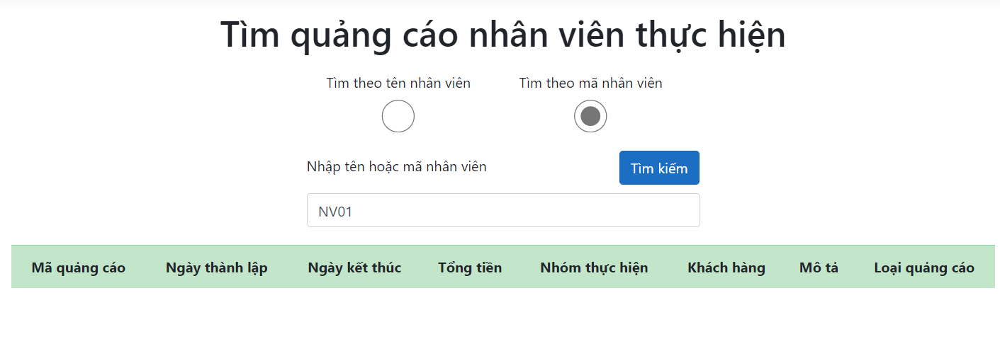 Tìm quảng cáo nhân viên thực hiện
Tìm theo tên nhân viên Tìm theo mã nhân viên
Nhập tên hoặc mã nhân viên Tìm kiếm
NV01
Mã quảng cáo Ngày thành lập Ngày kết thúc Tổng tiền Nhóm thực hiện Khách hàng Mô tả Loại quảng cáo